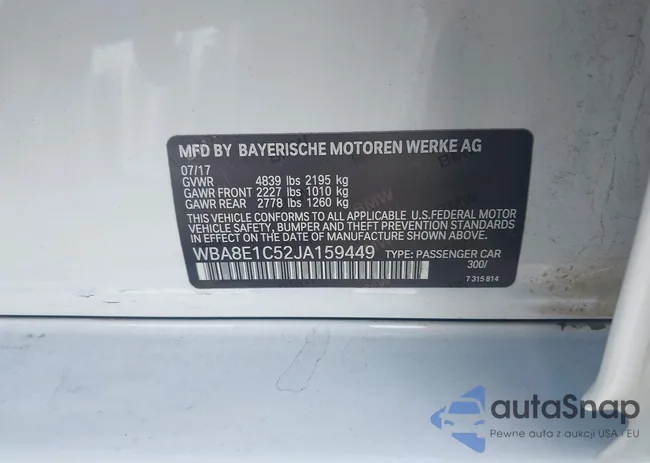 MFD BY BAYERISCHE MOTOREN WERKE AG
07/17
GVWR 4839 lbs 2195 kg
GAWR FRONT 2227 lbs 1010 kg
GAWR REAR 2778 lbs 1260 kg
THIS VEHICLE CONFORMS TO ALL APPLICABLE U.S.FEDERAL MOTOR
VEHICLE SAFETY, BUMPER AND THEFT PREVENTION
STANDARDS IN EFFECT ON THE DATE OF MANUFACTURE SHOWN ABOVE.
WBA8E1C52JA159449 TYPE: PASSENGER CAR
300/
7 315 814
autoSnap
Pewne auta z aukcji USA i EU